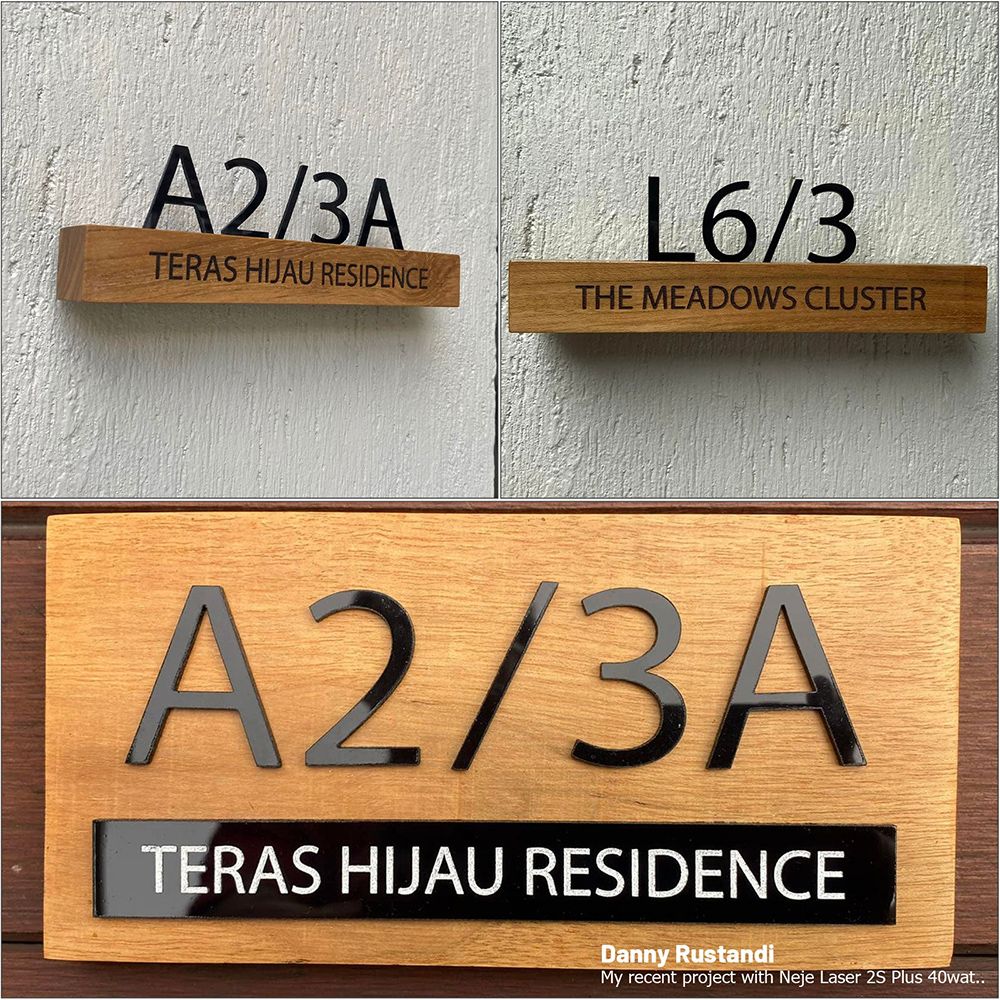 A2/3A
TERAS HIJAU RESIDENCE
L6/3
THE MEADOWS CLUSTER
A2/3A
TERAS HIJAU RESIDENCE
Danny Rustandi
My recent project with Neje Laser 2S Plus 40wat..